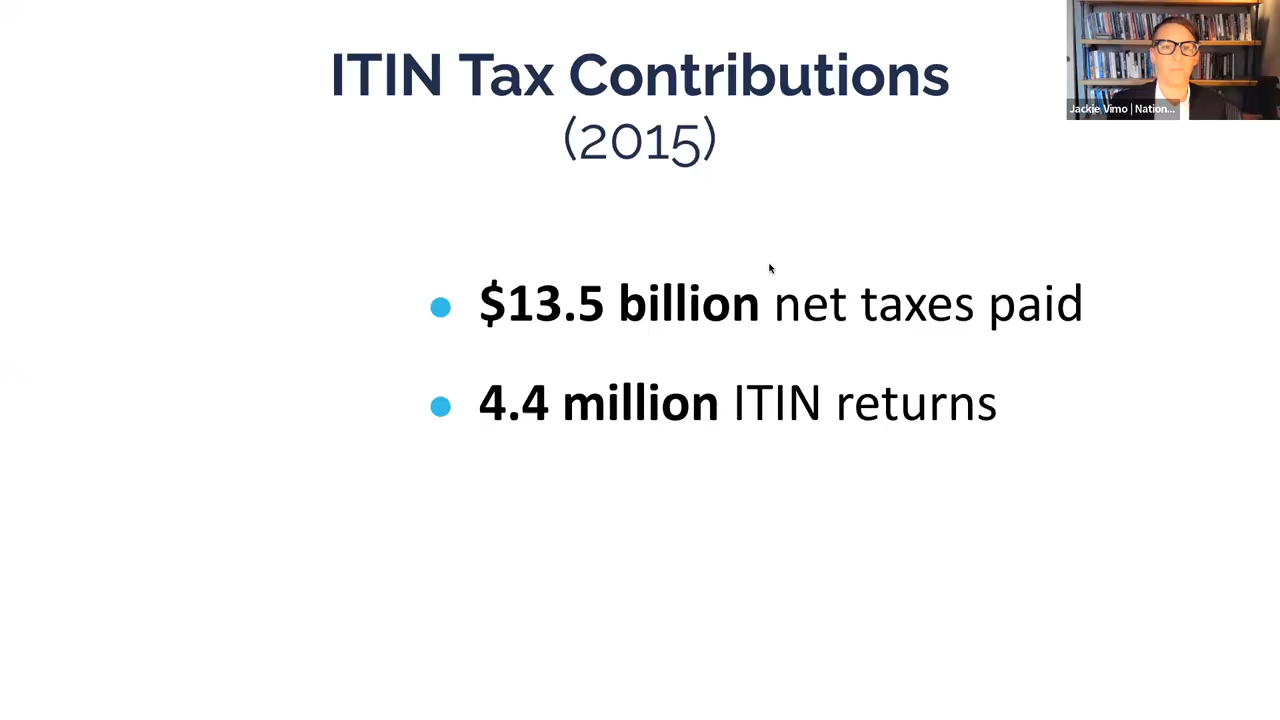 ITIN Tax Contributions
(2015)
Jackie Vimo | Nation...
• $13.5 billion net taxes paid
• 4.4 million ITIN returns